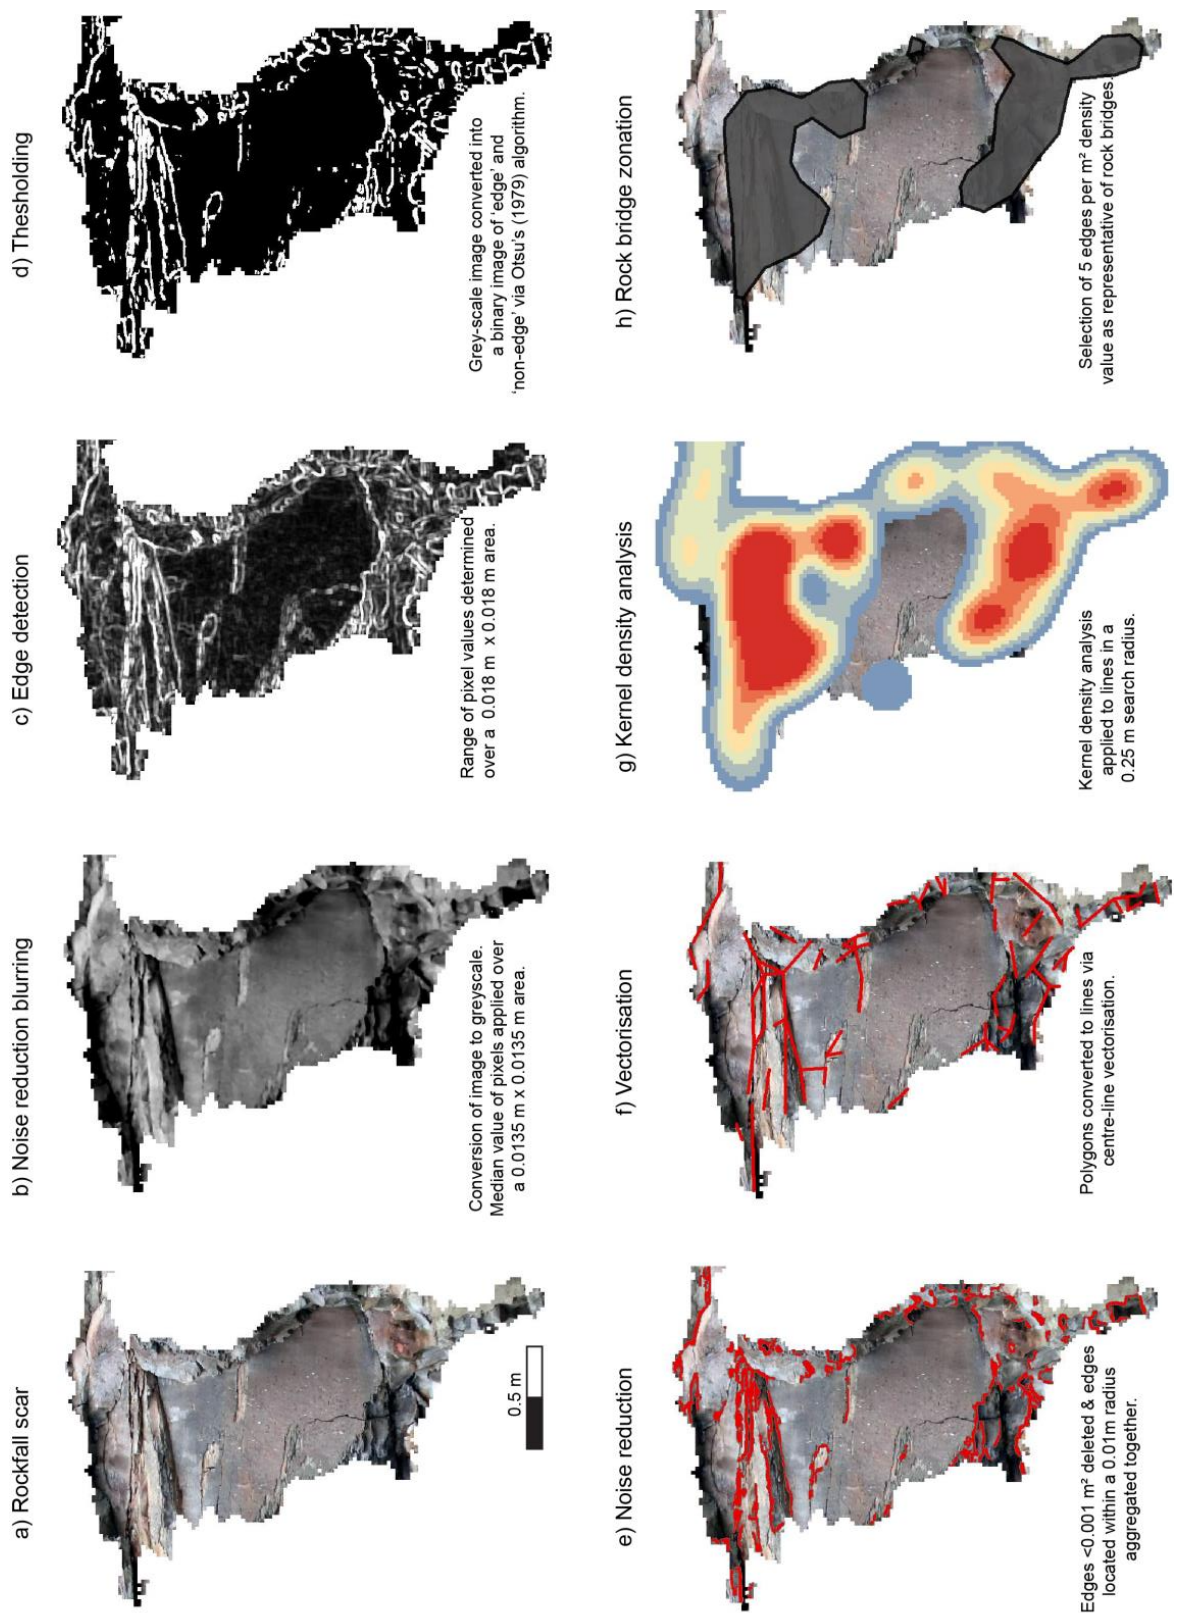 a) Rockfall scar
0.5 m
b) Noise reduction blurring
Conversion of image to greyscale.
Median value of pixels applied over
a 0.0135 m x 0.0135 m area.
c) Edge detection
Range of pixel values determined
over a 0.018 m x 0.018 m area.
d) Thesholding
Grey-scale image converted into
a binary image of 'edge' and
'non-edge' via Otsu's (1979) algorithm.
e) Noise reduction
Edges <0.001 m² deleted & edges
located within a 0.01m radius
aggregated together.
f) Vectorisation
Polygons converted to lines via
centre-line vectorisation.
g) Kernel density analysis
Kernel density analysis
applied to lines in a
0.25 m search radius.
h) Rock bridge zonation
Selection of 5 edges per m² density
value as representative of rock bridges.